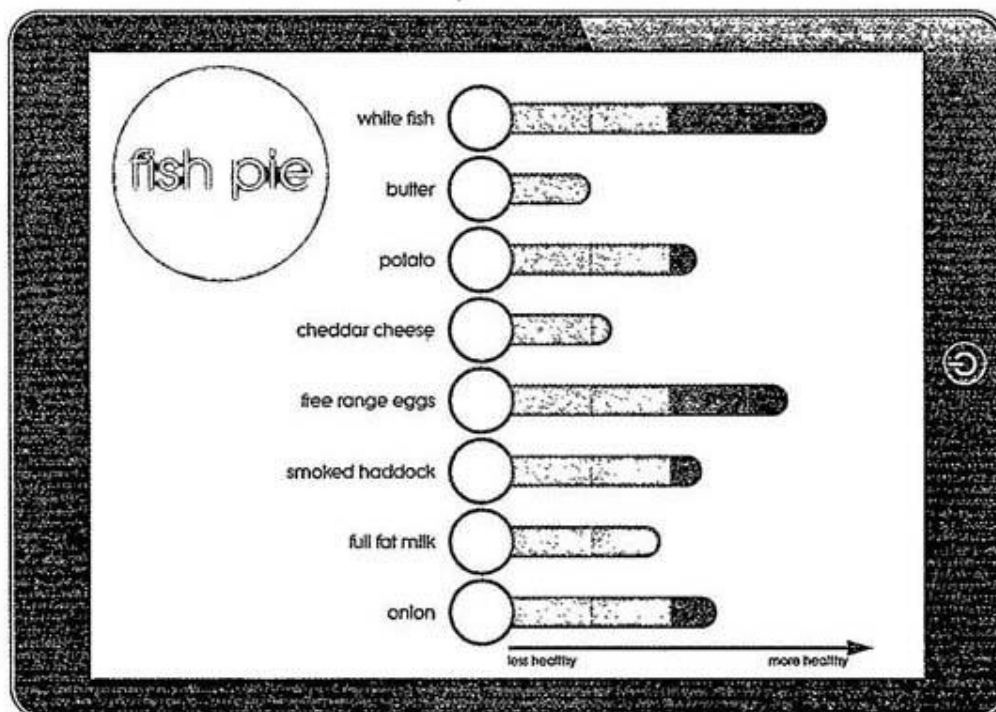 fish pie
white fish
butter
potato
cheddar cheese
free range eggs
smoked haddock
full fat milk
onion
less healthy more healthy